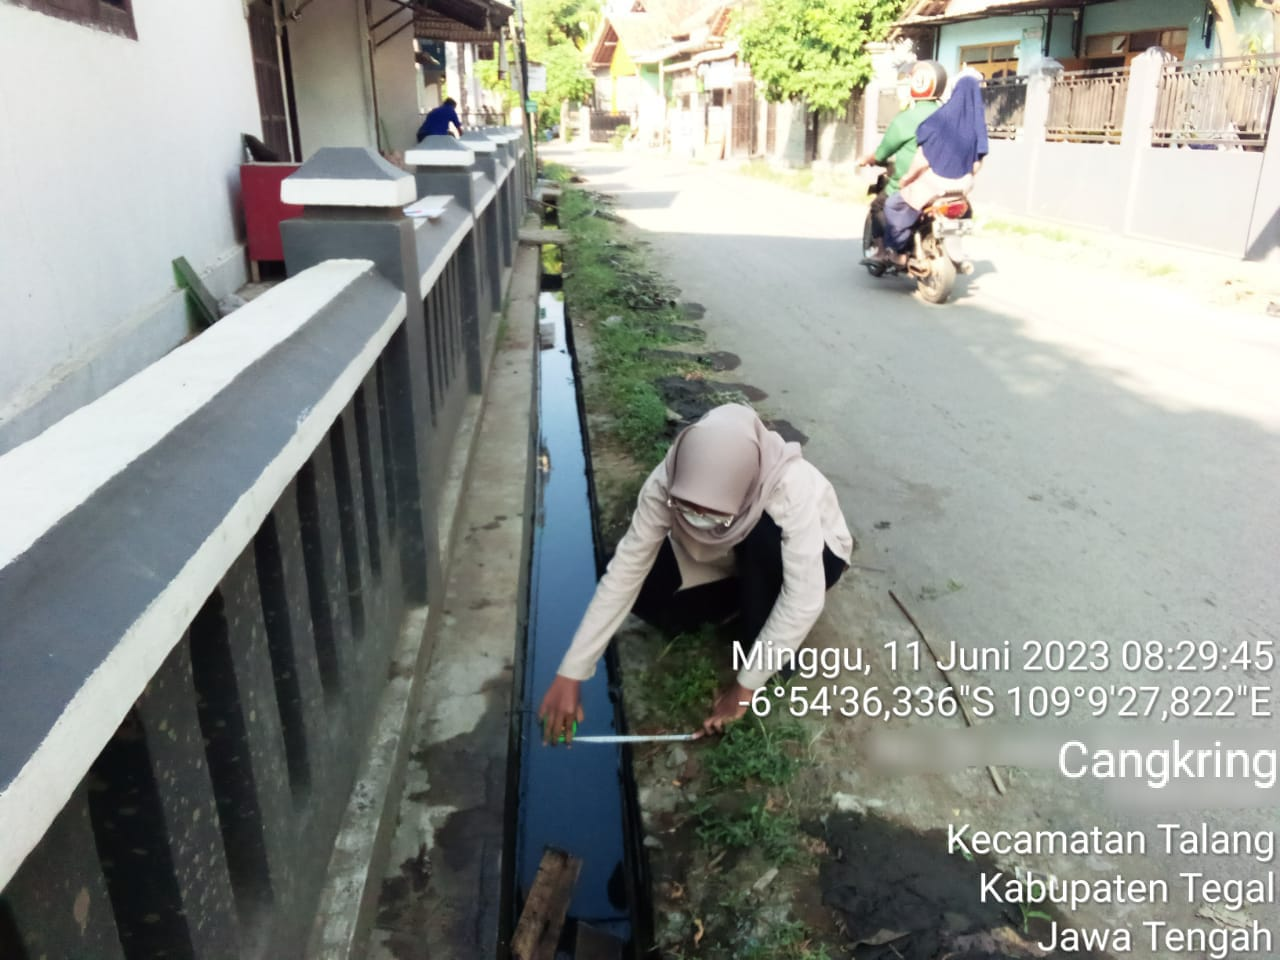 Minggu, 11 Juni 2023 08:29:45
-6°54'36,336"S 109°9'27,822"E
Cangkring
Kecamatan Talang
Kabupaten Tegal
Jawa Tengah